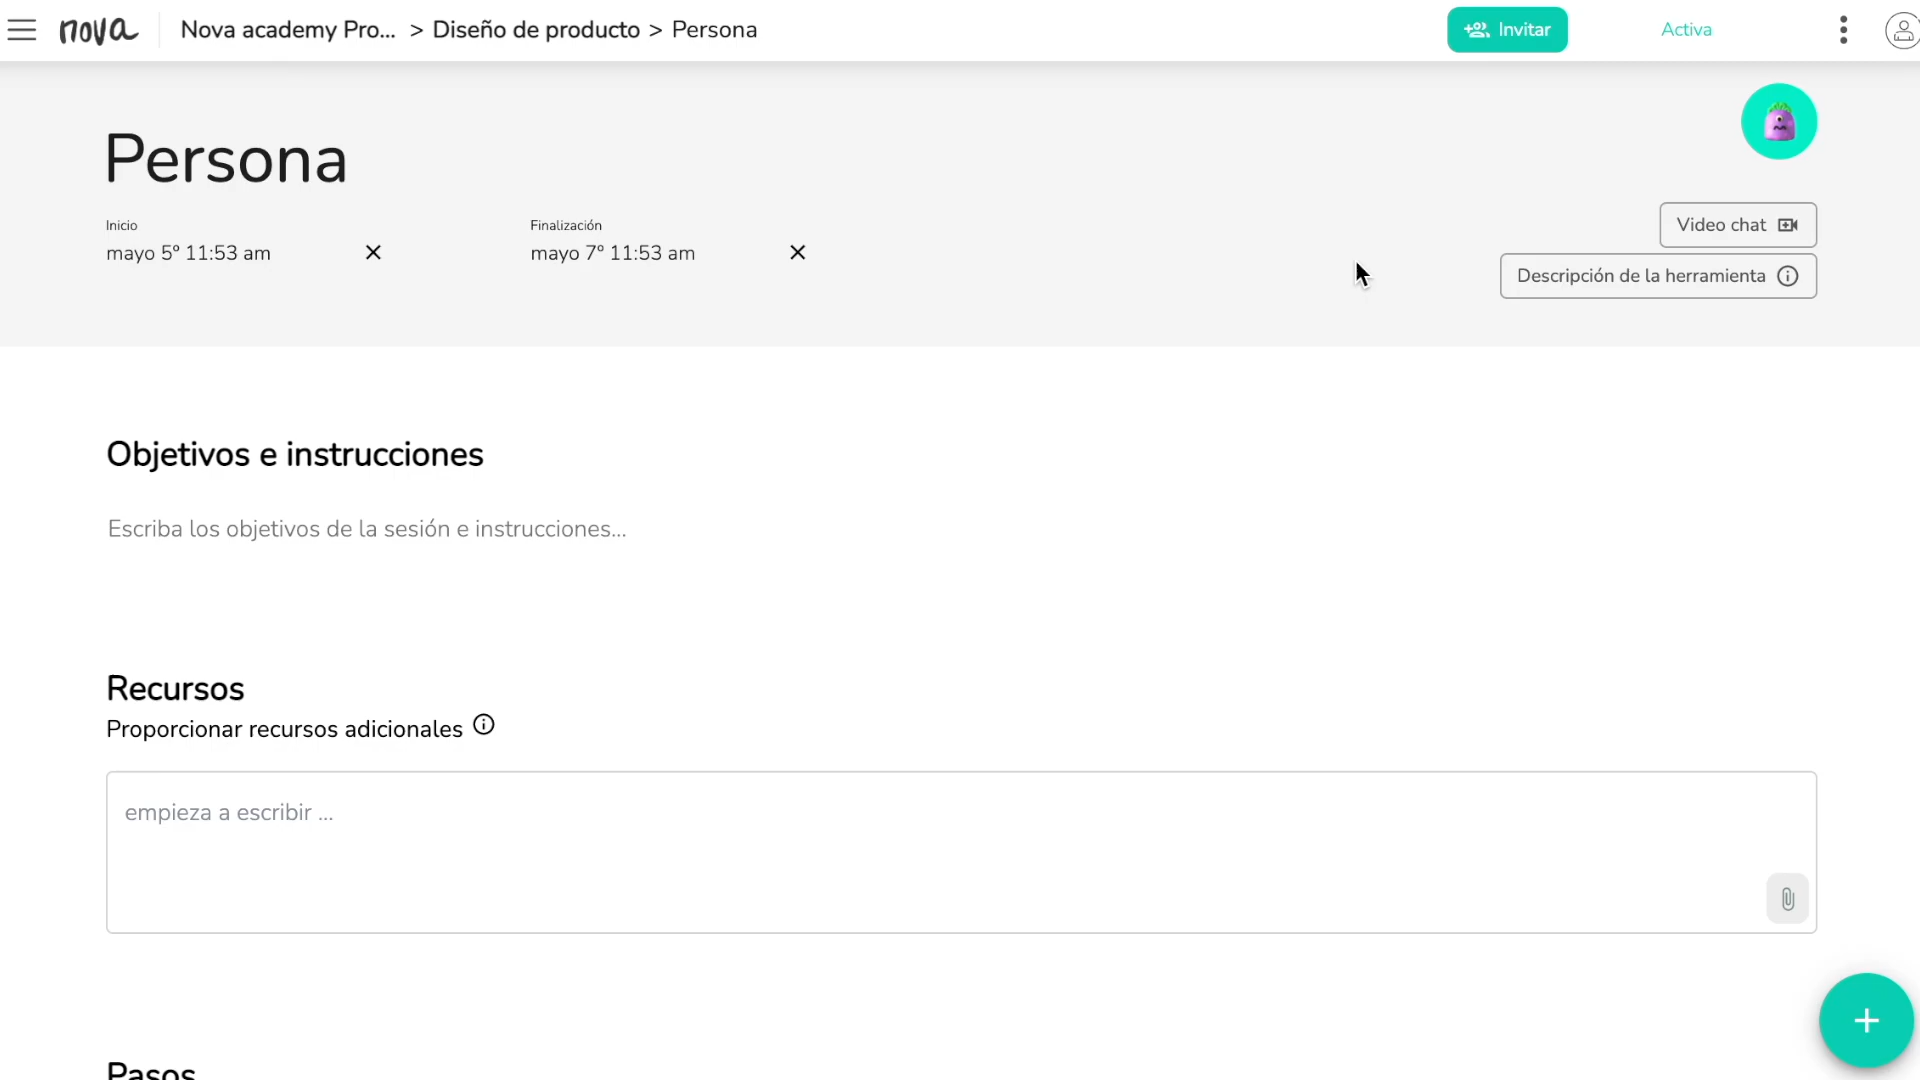 nova
Nova academy Pro... > Diseño de producto > Persona
Invitar
Activa
Persona
Inicio
mayo 5º 11:53 am
Finalización
mayo 7º 11:53 am
Video chat
Descripción de la herramienta
Objetivos e instrucciones
Escriba los objetivos de la sesión e instrucciones...
Recursos
Proporcionar recursos adicionales
empieza a escribir ...
Pasos